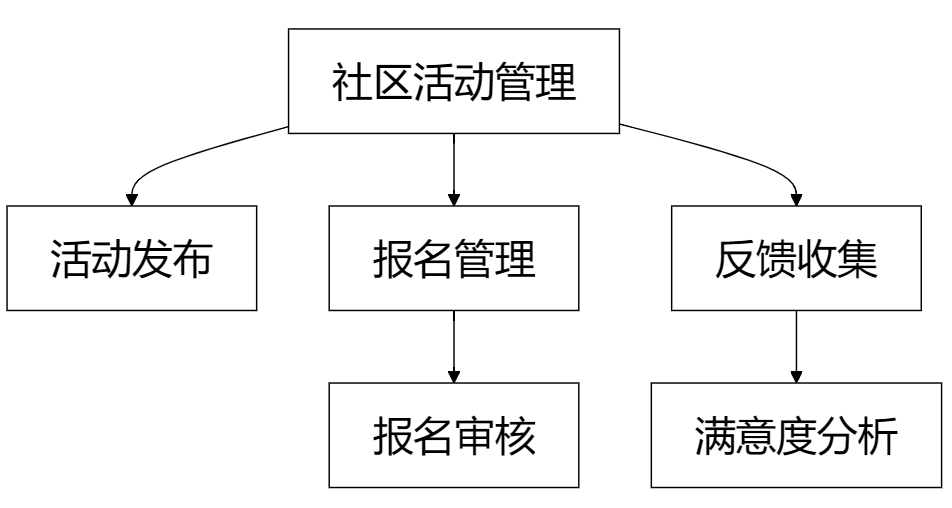 社区活动管理
活动发布
报名管理
反馈收集
报名审核
满意度分析